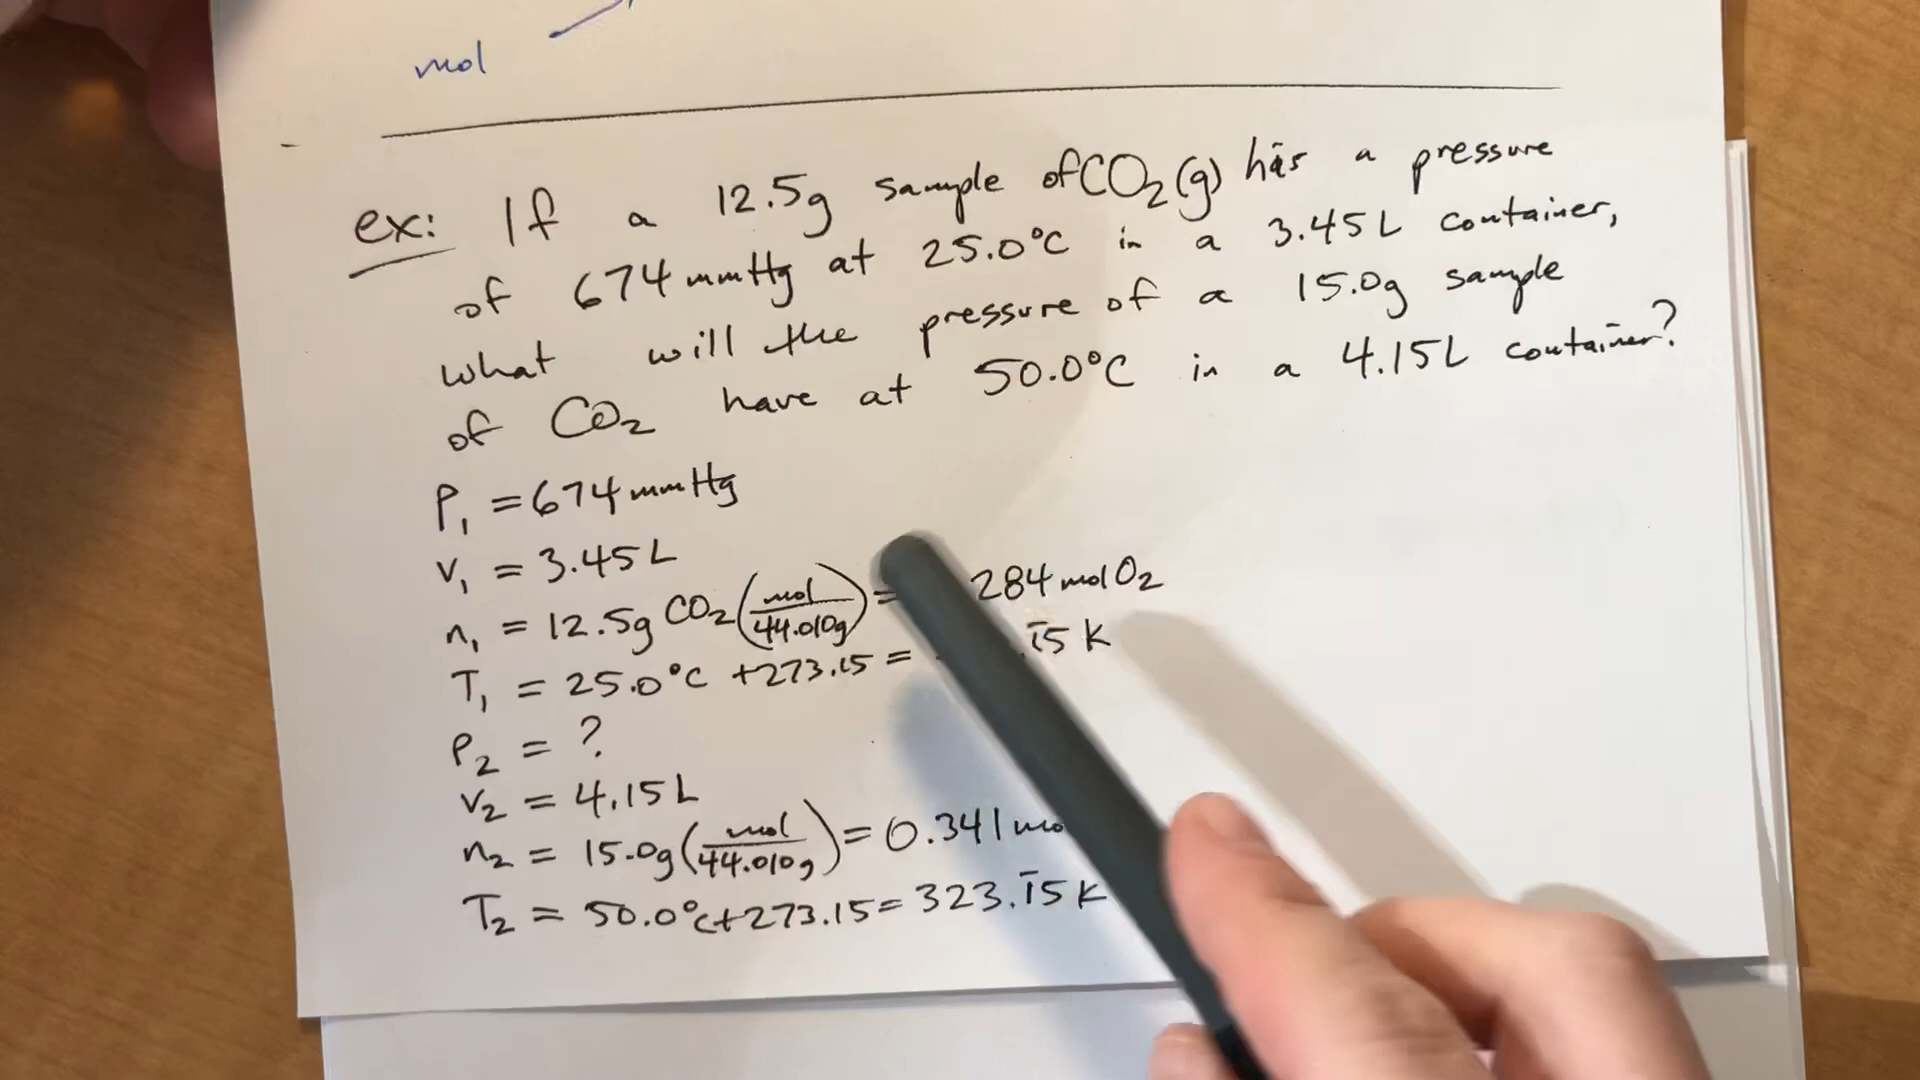 mol
ex: If a 12.5g sample of CO₂(g) has a pressure
of 674 mmHg at 25.0°C in a 3.45L container,
what will the pressure of a 15.0g sample
of CO₂ have at 50.0°C in a 4.15L container?
P₁ = 674 mmHg
V₁ = 3.45L
n₁ = 12.5g CO₂ (mol/44.010g) = 284 mol O₂
T₁ = 25.0°C + 273.15 = .15 K
P₂ = ?
V₂ = 4.15L
n₂ = 15.0g (mol/44.010g) = 0.341 mo
T₂ = 50.0°C + 273.15 = 323.15 K